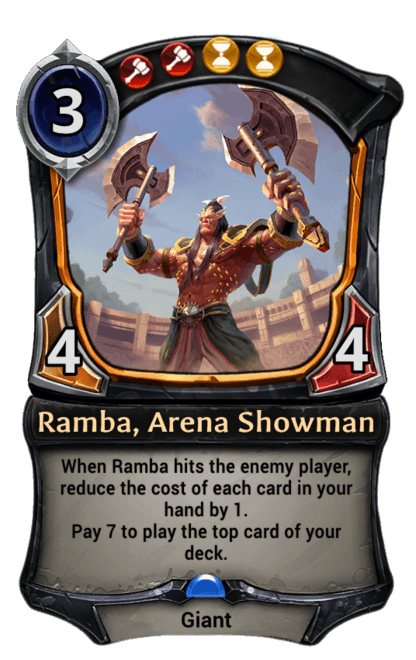 3
4
4
Ramba, Arena Showman
When Ramba hits the enemy player,
reduce the cost of each card in your
hand by 1.
Pay 7 to play the top card of your
deck.
Giant